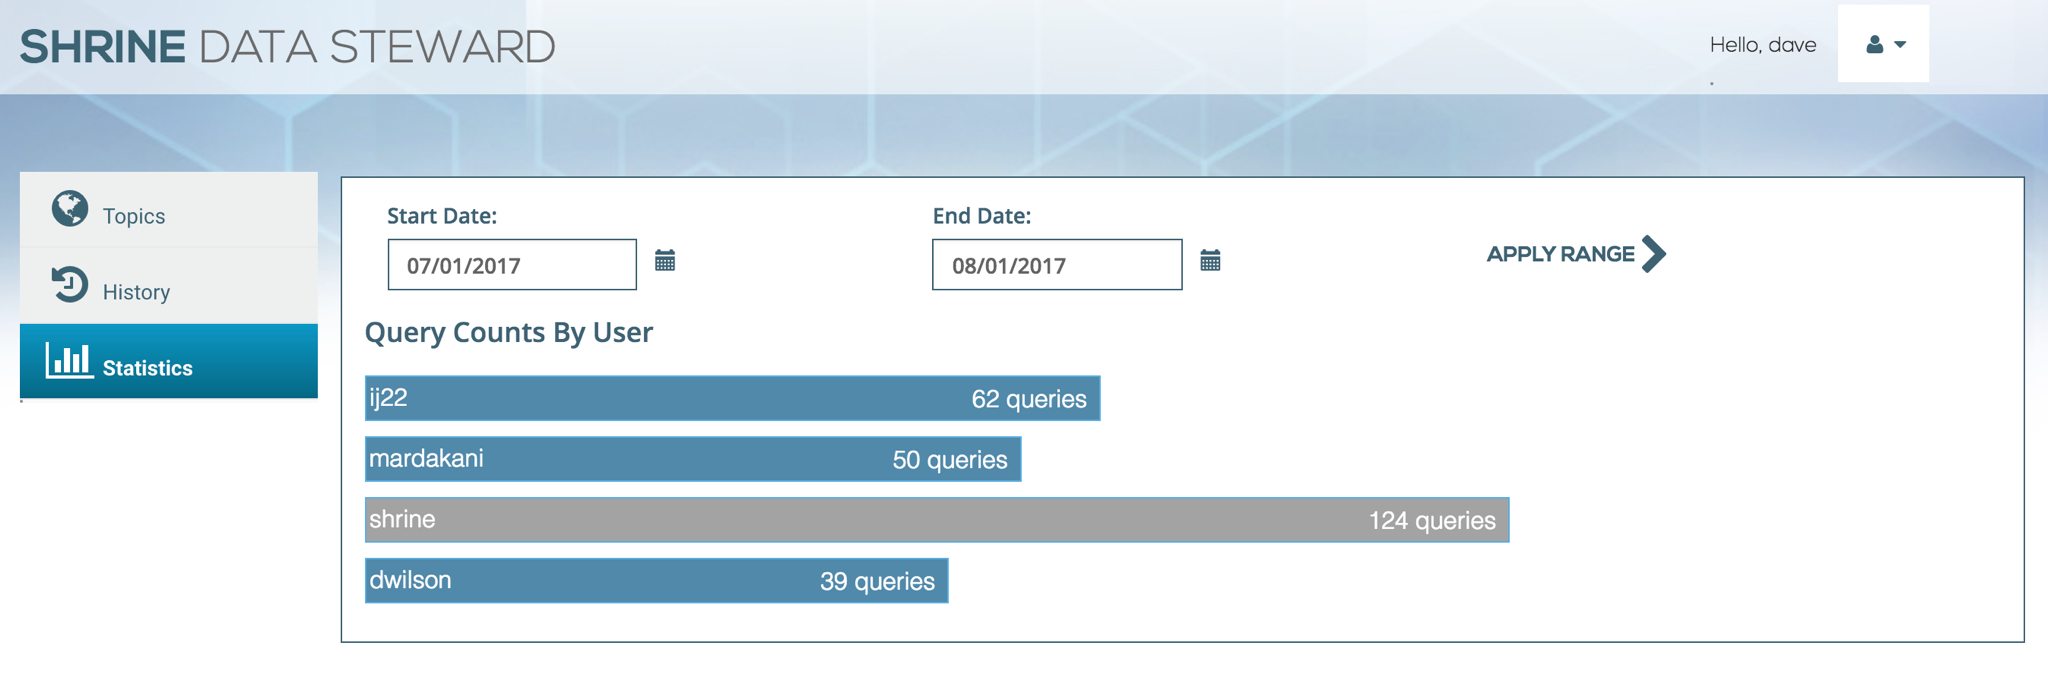 SHRINE DATA STEWARD
Hello, dave
Topics
History
Statistics
Start Date:
End Date:
07/01/2017
08/01/2017
APPLY RANGE
Query Counts By User
ij22 62 queries
mardakani 50 queries
shrine 124 queries
dwilson 39 queries